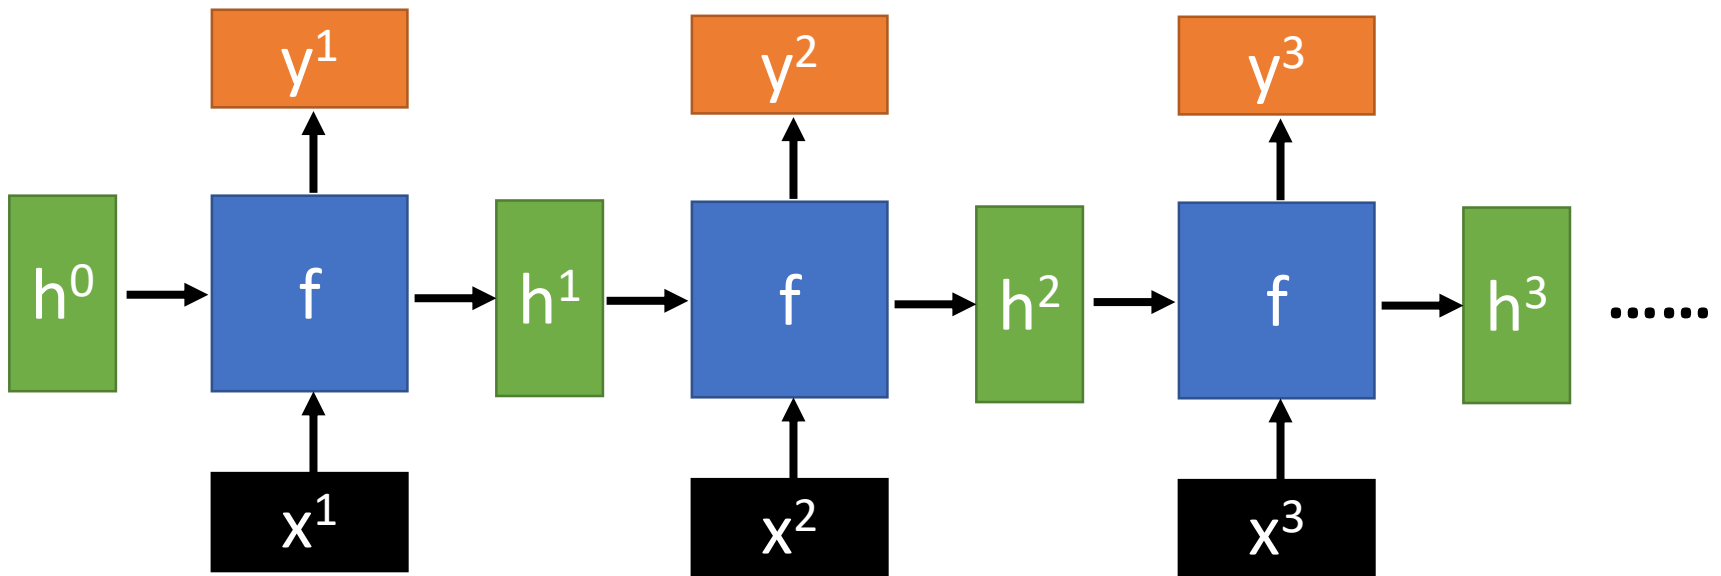 y¹ y² y³
h⁰ f h¹ f h² f h³ ......
x¹ x² x³